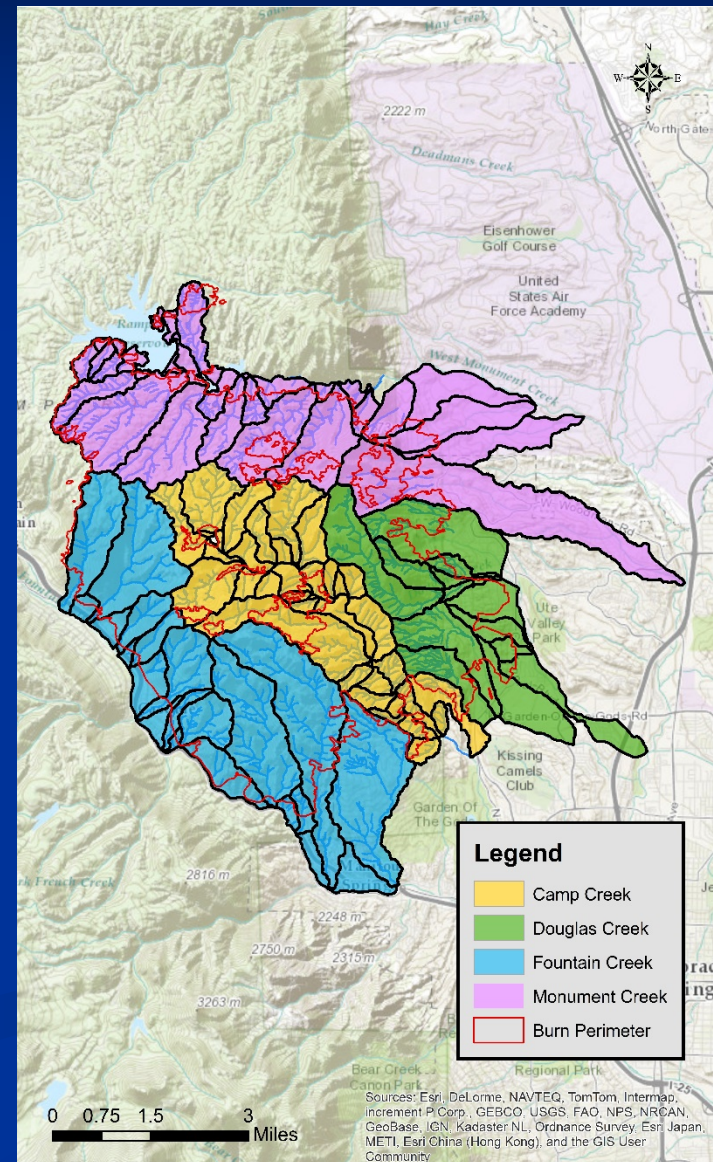 Hay Creek
N
W
E
S
2222 m
North Gate
Deadmans Creek
Eisenhower
Golf Course
United
States Air
Force Academy
West Monument Creek
Ute
Valley
Park
Garden Of
Gods Rd
Kissing
Camels
Club
Garden Of
The
Legend
Camp Creek
Douglas Creek
Fountain Creek
Monument Creek
Burn Perimeter
French Creek
2816 m
2248 m
2750 m
2315 m
3263 m
Bear Creek
Canon Park
Regional Park
I-25
0 0.75 1.5 3
Miles
Sources: Esri, DeLorme, NAVTEQ, TomTom, Intermap,
increment P Corp., GEBCO, USGS, FAO, NPS, NRCAN,
GeoBase, IGN, Kadaster NL, Ordnance Survey, Esri Japan,
METI, Esri China (Hong Kong), and the GIS User
Community